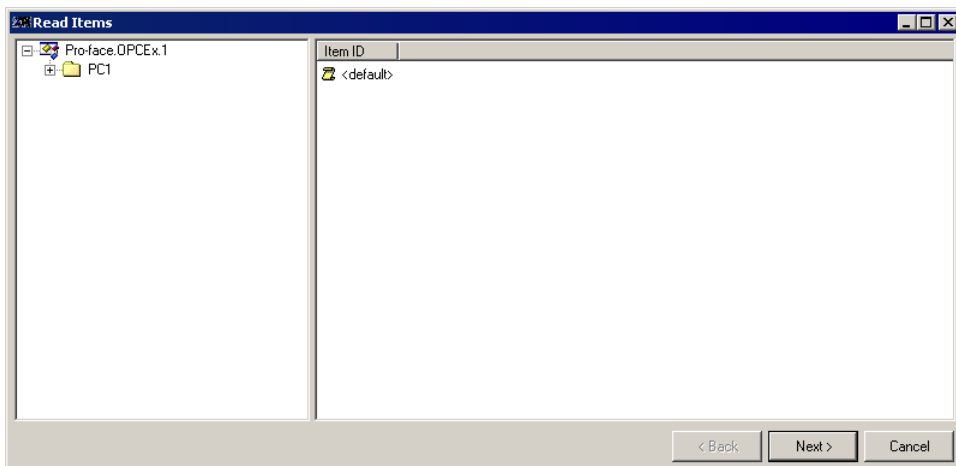 Read Items
Pro-face.OPCEx.1
PC1
Item ID
<default>
< Back
Next >
Cancel